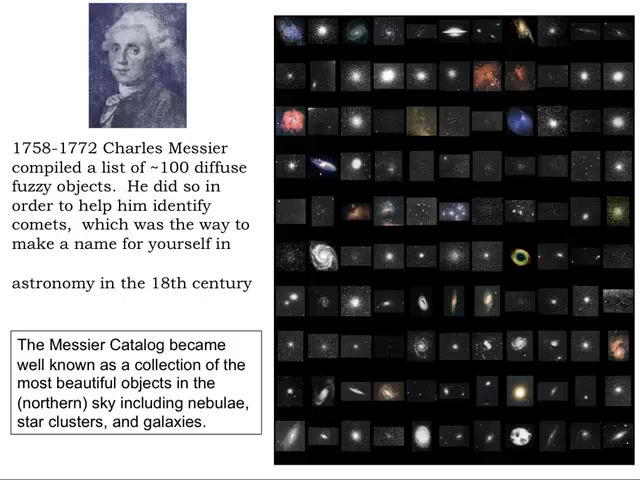 1758-1772 Charles Messier
compiled a list of ~100 diffuse
fuzzy objects.  He did so in
order to help him identify
comets,  which was the way to
make a name for yourself in
astronomy in the 18th century
The Messier Catalog became
well known as a collection of the
most beautiful objects in the
(northern) sky including nebulae,
star clusters, and galaxies.